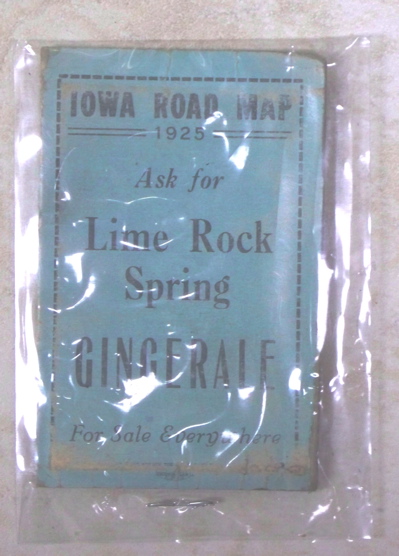 IOWA ROAD MAP
1925
Ask for
Lime Rock
Spring
GINGERALE
For Sale Everywhere